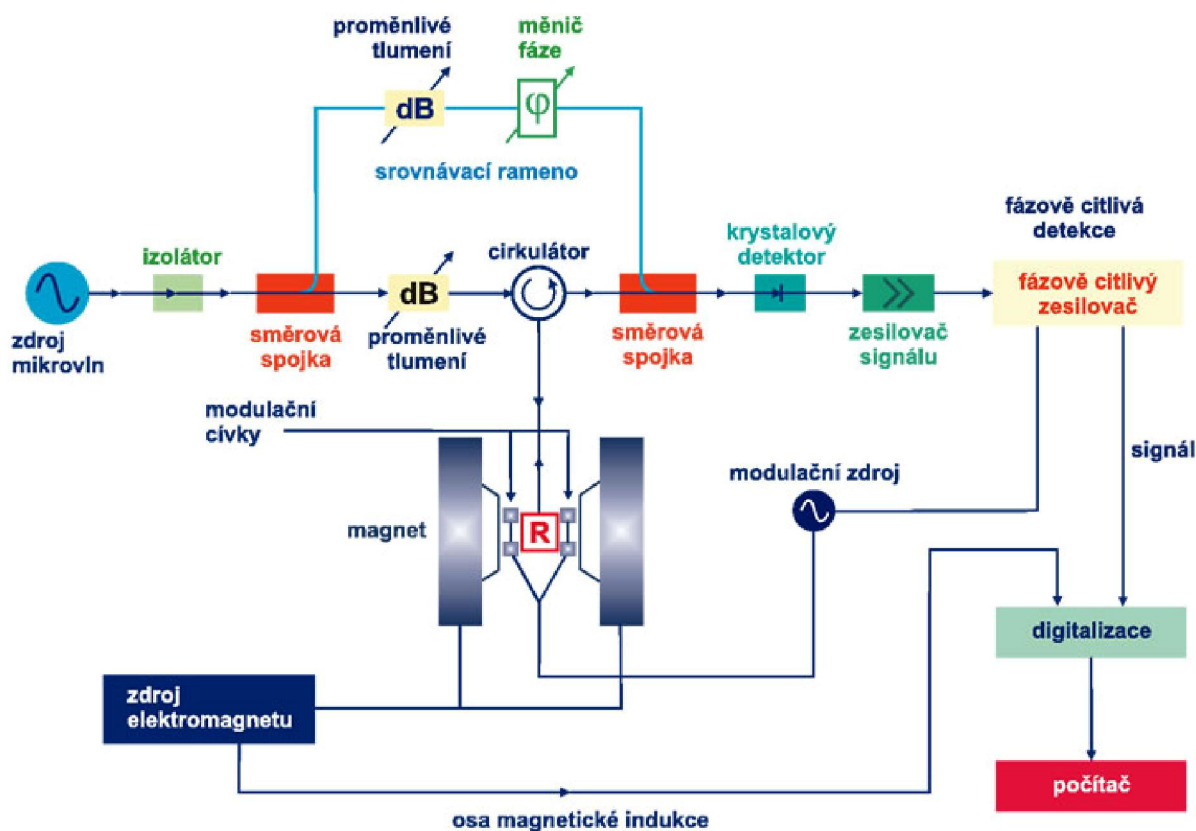 proměnlivé
tlumení
měnič
fáze
dB
φ
srovnávací rameno
fázově citlivá
detekce
izolátor
cirkulátor
krystalový
detektor
dB
fázově citlivý
zesilovač
zdroj
mikrovln
směrová
spojka
proměnlivé
tlumení
směrová
spojka
zesilovač
signálu
modulační
cívky
signál
modulační zdroj
magnet
R
digitalizace
zdroj
elektromagnetu
počítač
osa magnetické indukce